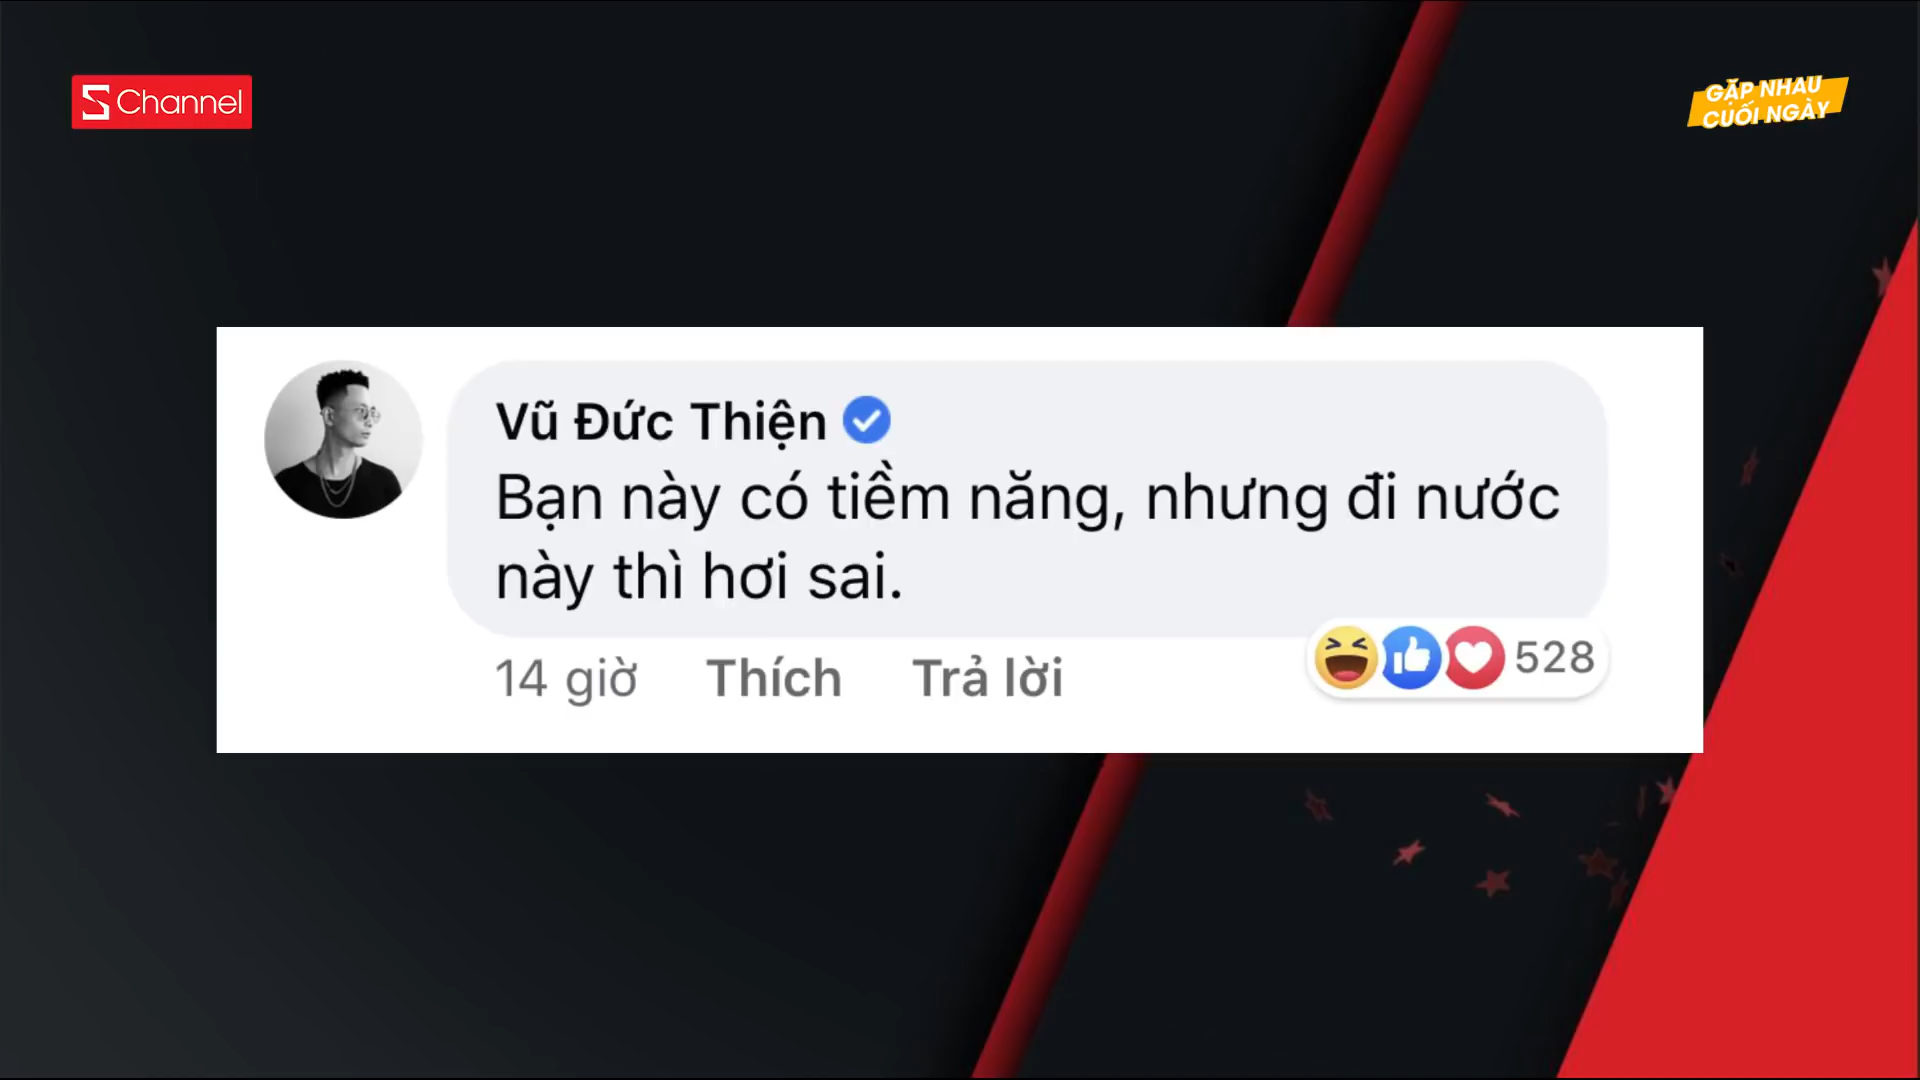 S Channel
GẶP NHAU
CUỐI NGÀY
Vũ Đức Thiện
Bạn này có tiềm năng, nhưng đi nước
này thì hơi sai.
14 giờ Thích Trả lời 528